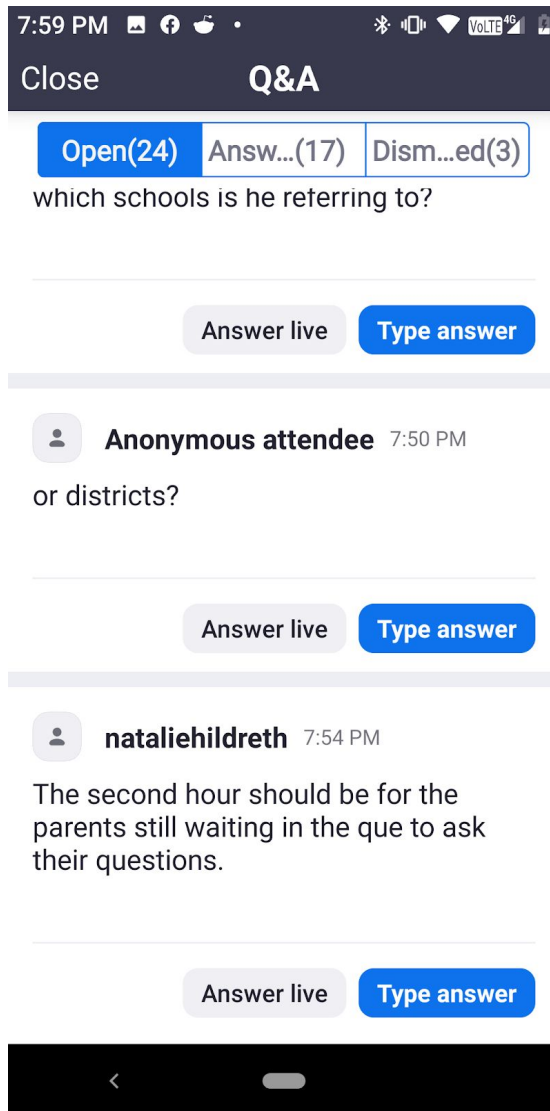 7:59 PM VoLTE 4G
Close Q&A
Open(24) Answ...(17) Dism...ed(3)
which schools is he referring to?
Answer live Type answer
Anonymous attendee 7:50 PM
or districts?
Answer live Type answer
nataliehildreth 7:54 PM
The second hour should be for the
parents still waiting in the que to ask
their questions.
Answer live Type answer